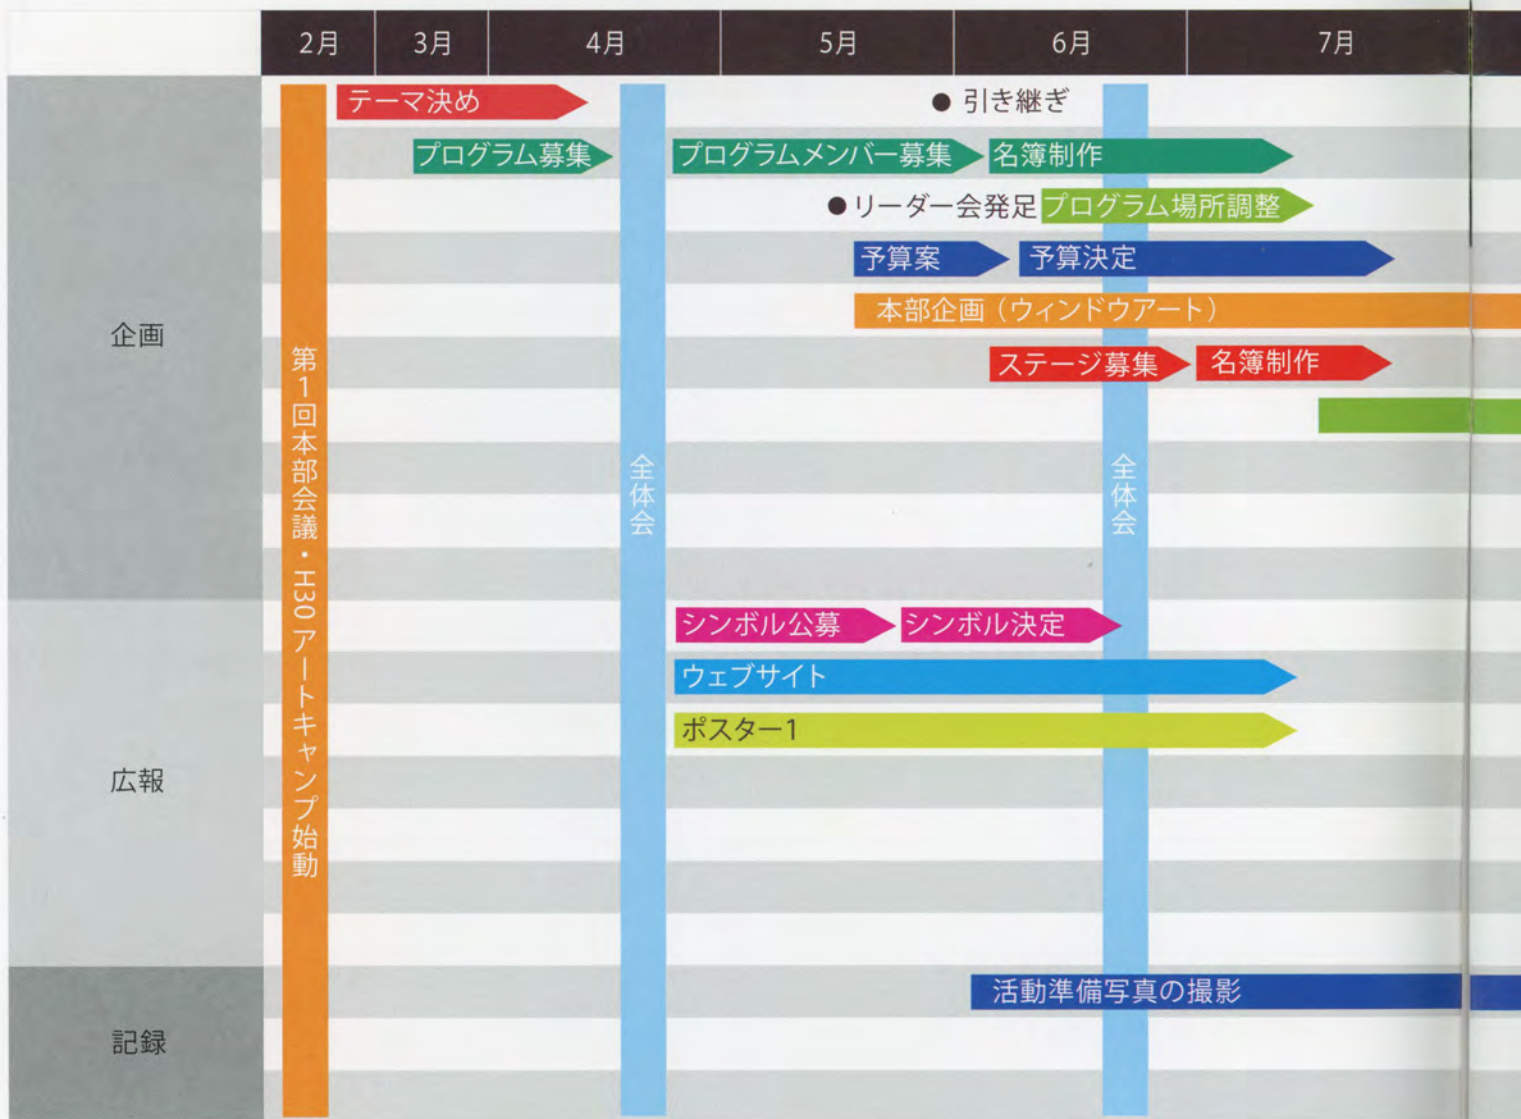 2月
3月
4月
5月
6月
7月
企画
広報
記録
第1回本部会議・H30 アートキャンプ始動
全体会
全体会
テーマ決め
● 引き継ぎ
プログラム募集
プログラムメンバー募集
名簿制作
● リーダー会発足
プログラム場所調整
予算案
予算決定
本部企画（ウィンドウアート）
ステージ募集
名簿制作
シンボル公募
シンボル決定
ウェブサイト
ポスター1
活動準備写真の撮影